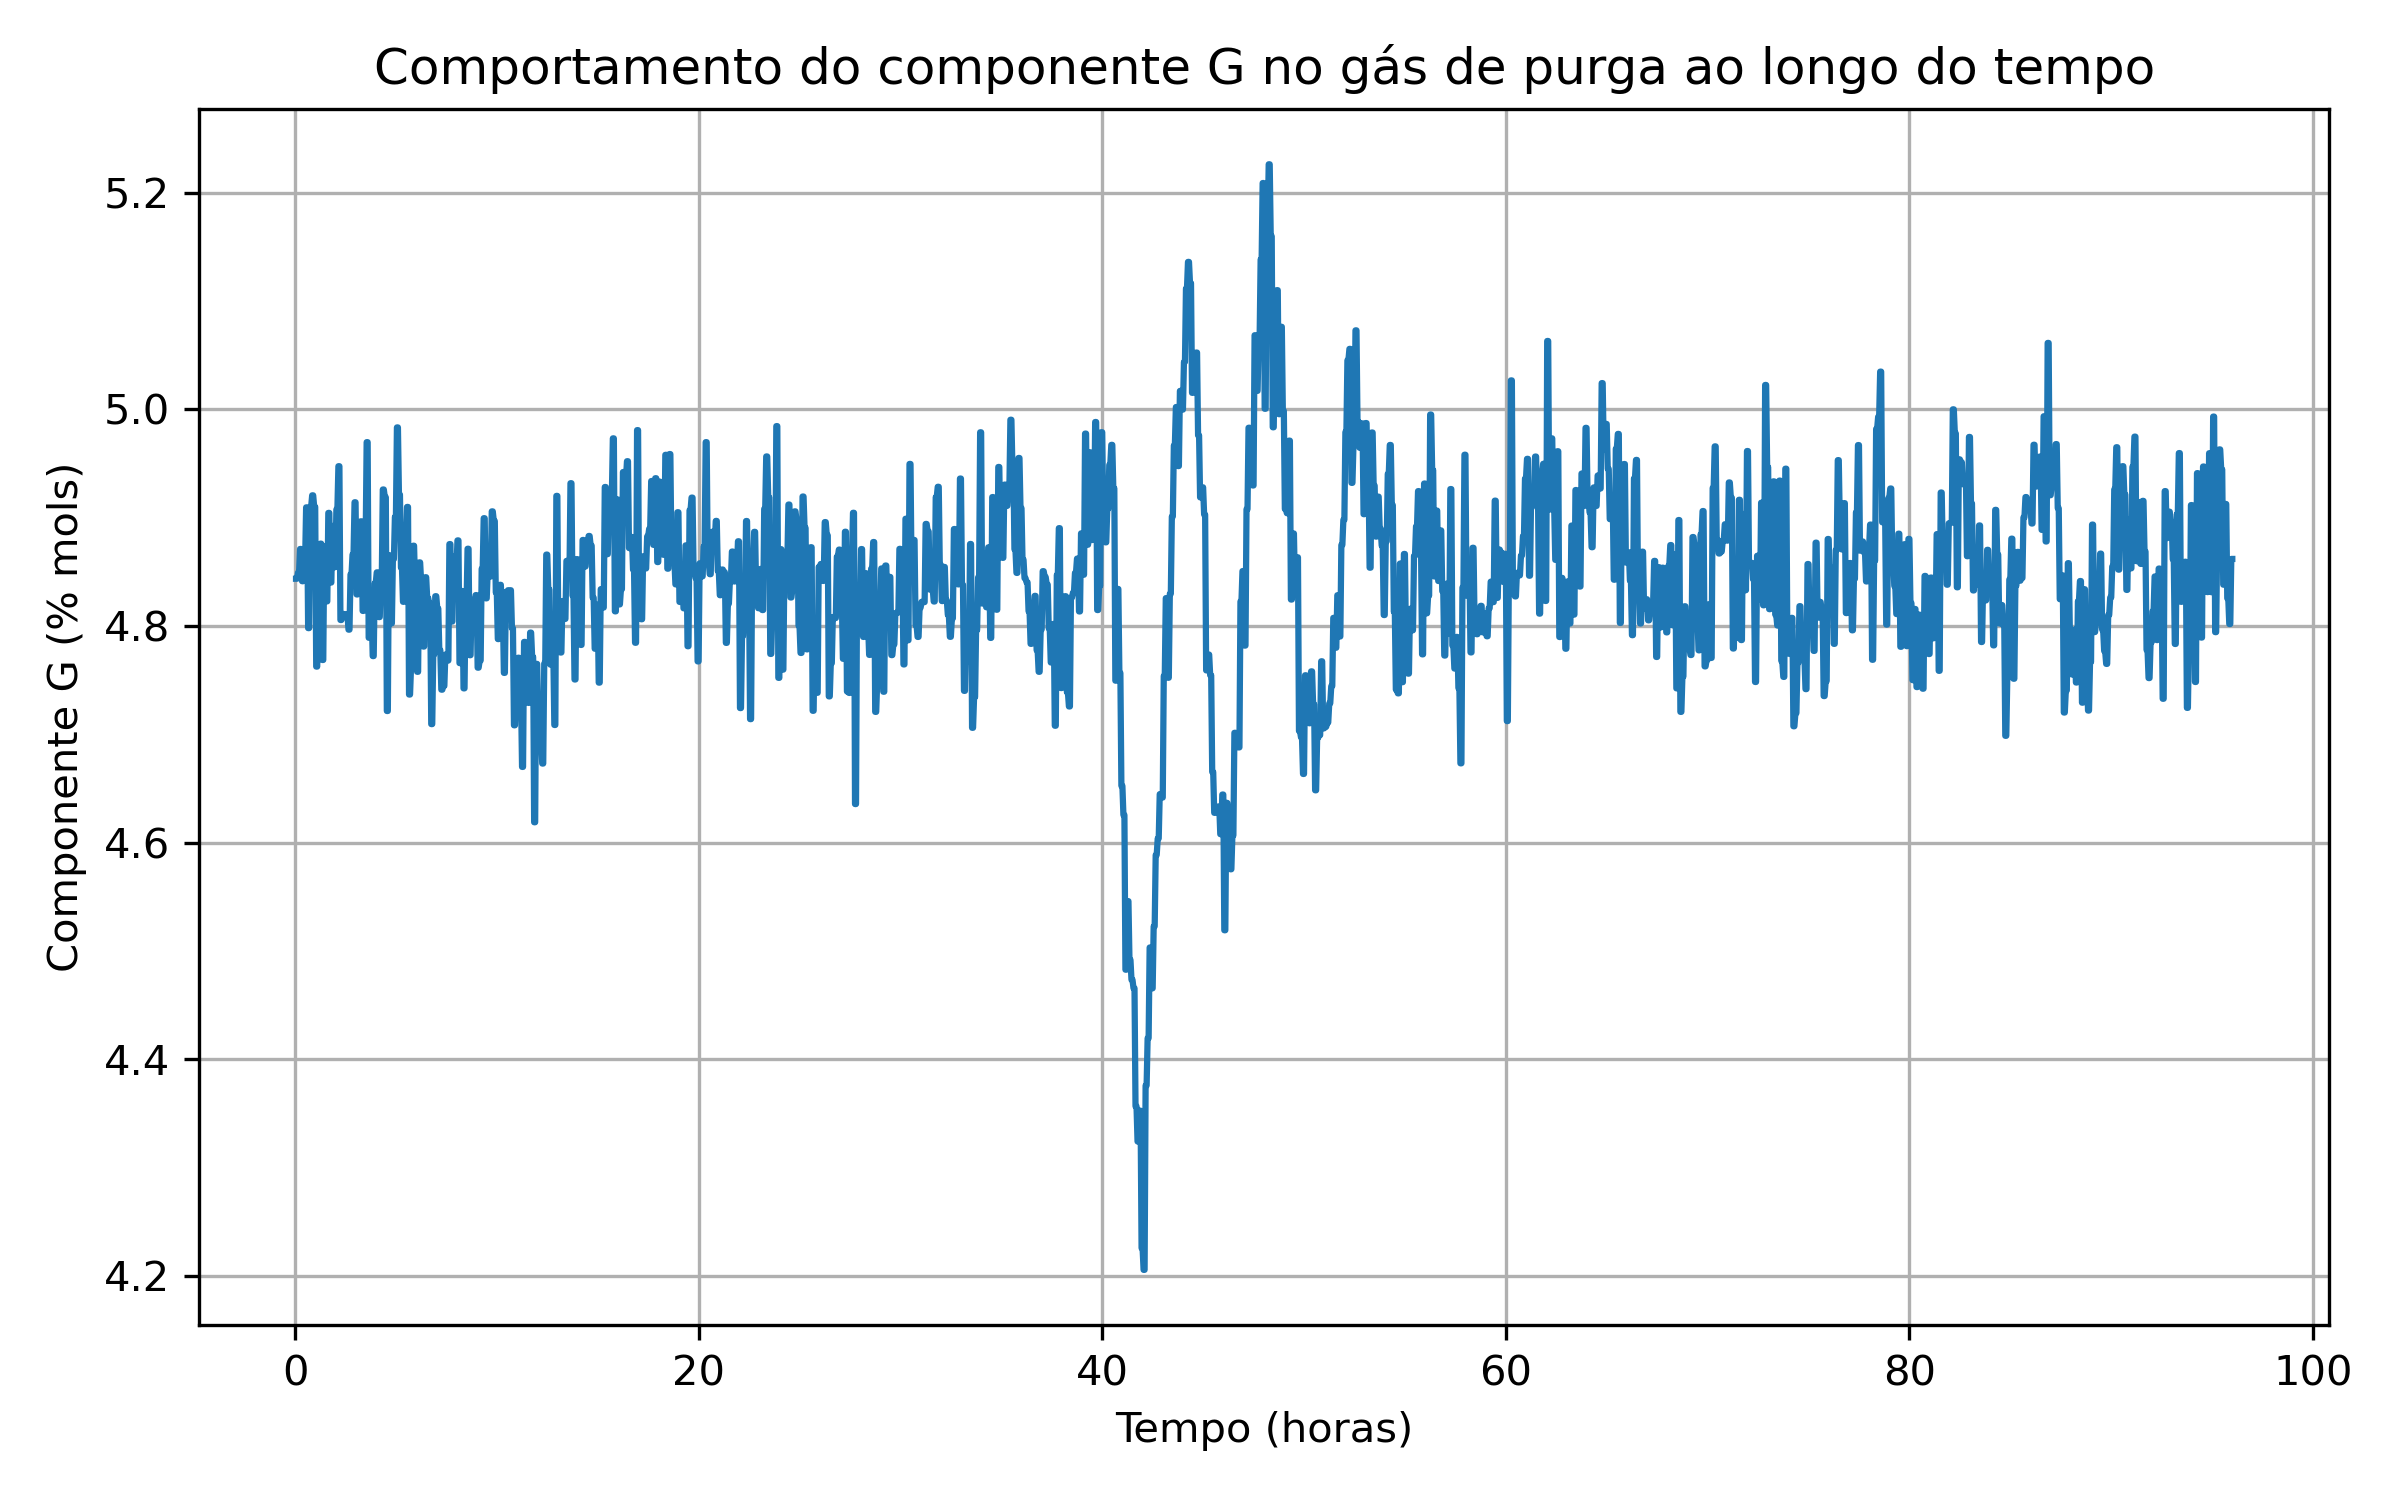 Comportamento do componente G no gás de purga ao longo do tempo
Componente G (% mols)
5.2
5.0
4.8
4.6
4.4
4.2
0 20 40 60 80 100
Tempo (horas)